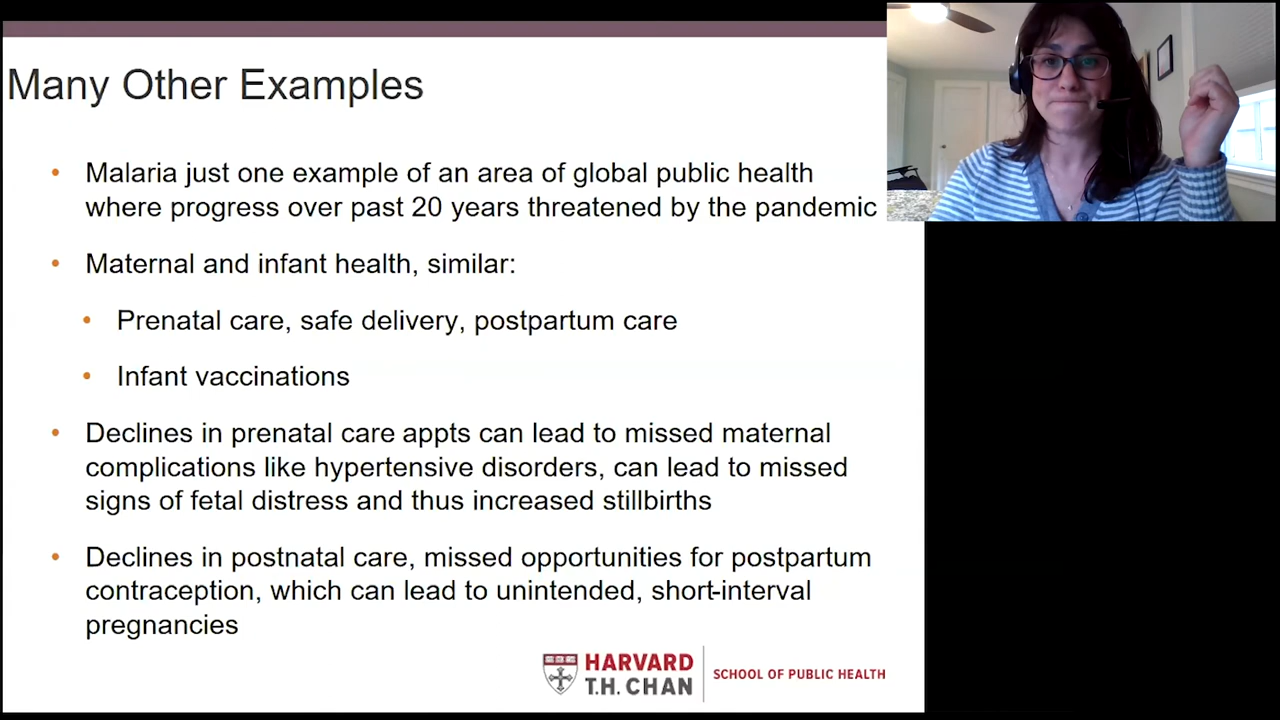 Many Other Examples
• Malaria just one example of an area of global public health
where progress over past 20 years threatened by the pandemic
• Maternal and infant health, similar:
• Prenatal care, safe delivery, postpartum care
• Infant vaccinations
• Declines in prenatal care appts can lead to missed maternal
complications like hypertensive disorders, can lead to missed
signs of fetal distress and thus increased stillbirths
• Declines in postnatal care, missed opportunities for postpartum
contraception, which can lead to unintended, short-interval
pregnancies
HARVARD
T.H. CHAN
SCHOOL OF PUBLIC HEALTH